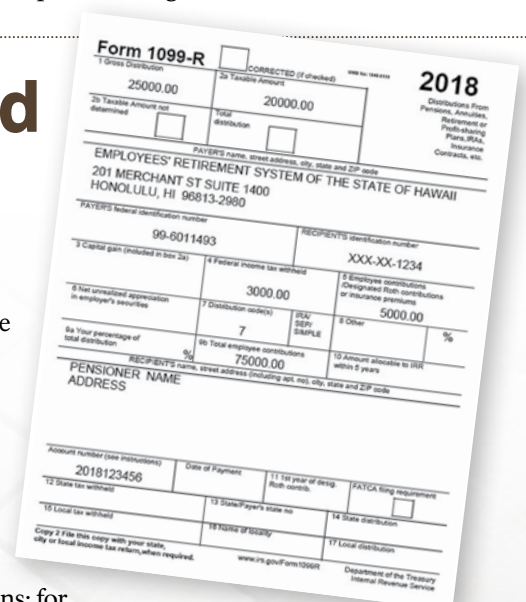 d
e
ns; for
Form 1099-R
CORRECTED (if checked)
2018
1 Gross Distribution
25000.00
2a Taxable Amount
20000.00
Distributions From
Pensions, Annuities,
Retirement or
Profit-sharing
Plans, IRAs,
Insurance
Contracts, etc.
2b Taxable Amount not
determined
Total
distribution
PAYER'S name, street address, city, state and ZIP code
EMPLOYEES' RETIREMENT SYSTEM OF THE STATE OF HAWAII
201 MERCHANT ST SUITE 1400
HONOLULU, HI 96813-2980
PAYER'S federal identification number
99-6011493
RECIPIENT'S identification number
XXX-XX-1234
3 Capital gain (included in box 2a)
4 Federal income tax withheld
3000.00
5 Employee contributions
/Designated Roth contributions
or insurance premiums
5000.00
6 Net unrealized appreciation
in employer's securities
7 Distribution code(s)
7
IRA/
SEP/
SIMPLE
8 Other
%
9a Your percentage of
total distribution
%
9b Total employee contributions
75000.00
10 Amount allocable to IRR
within 5 years
RECIPIENT'S name, street address (including apt. no), city, state and ZIP code
PENSIONER NAME
ADDRESS
Account number (see instructions)
2018123456
Date of Payment
11 1st year of desig.
Roth contrib.
FATCA filing requirement
12 State tax withheld
13 State/Payer's state no
14 State distribution
15 Local tax withheld
16 Name of locality
17 Local distribution
Copy 2 File this copy with your state,
city or local income tax return, when required.
www.irs.gov/Form1099R
Department of the Treasury
Internal Revenue Service